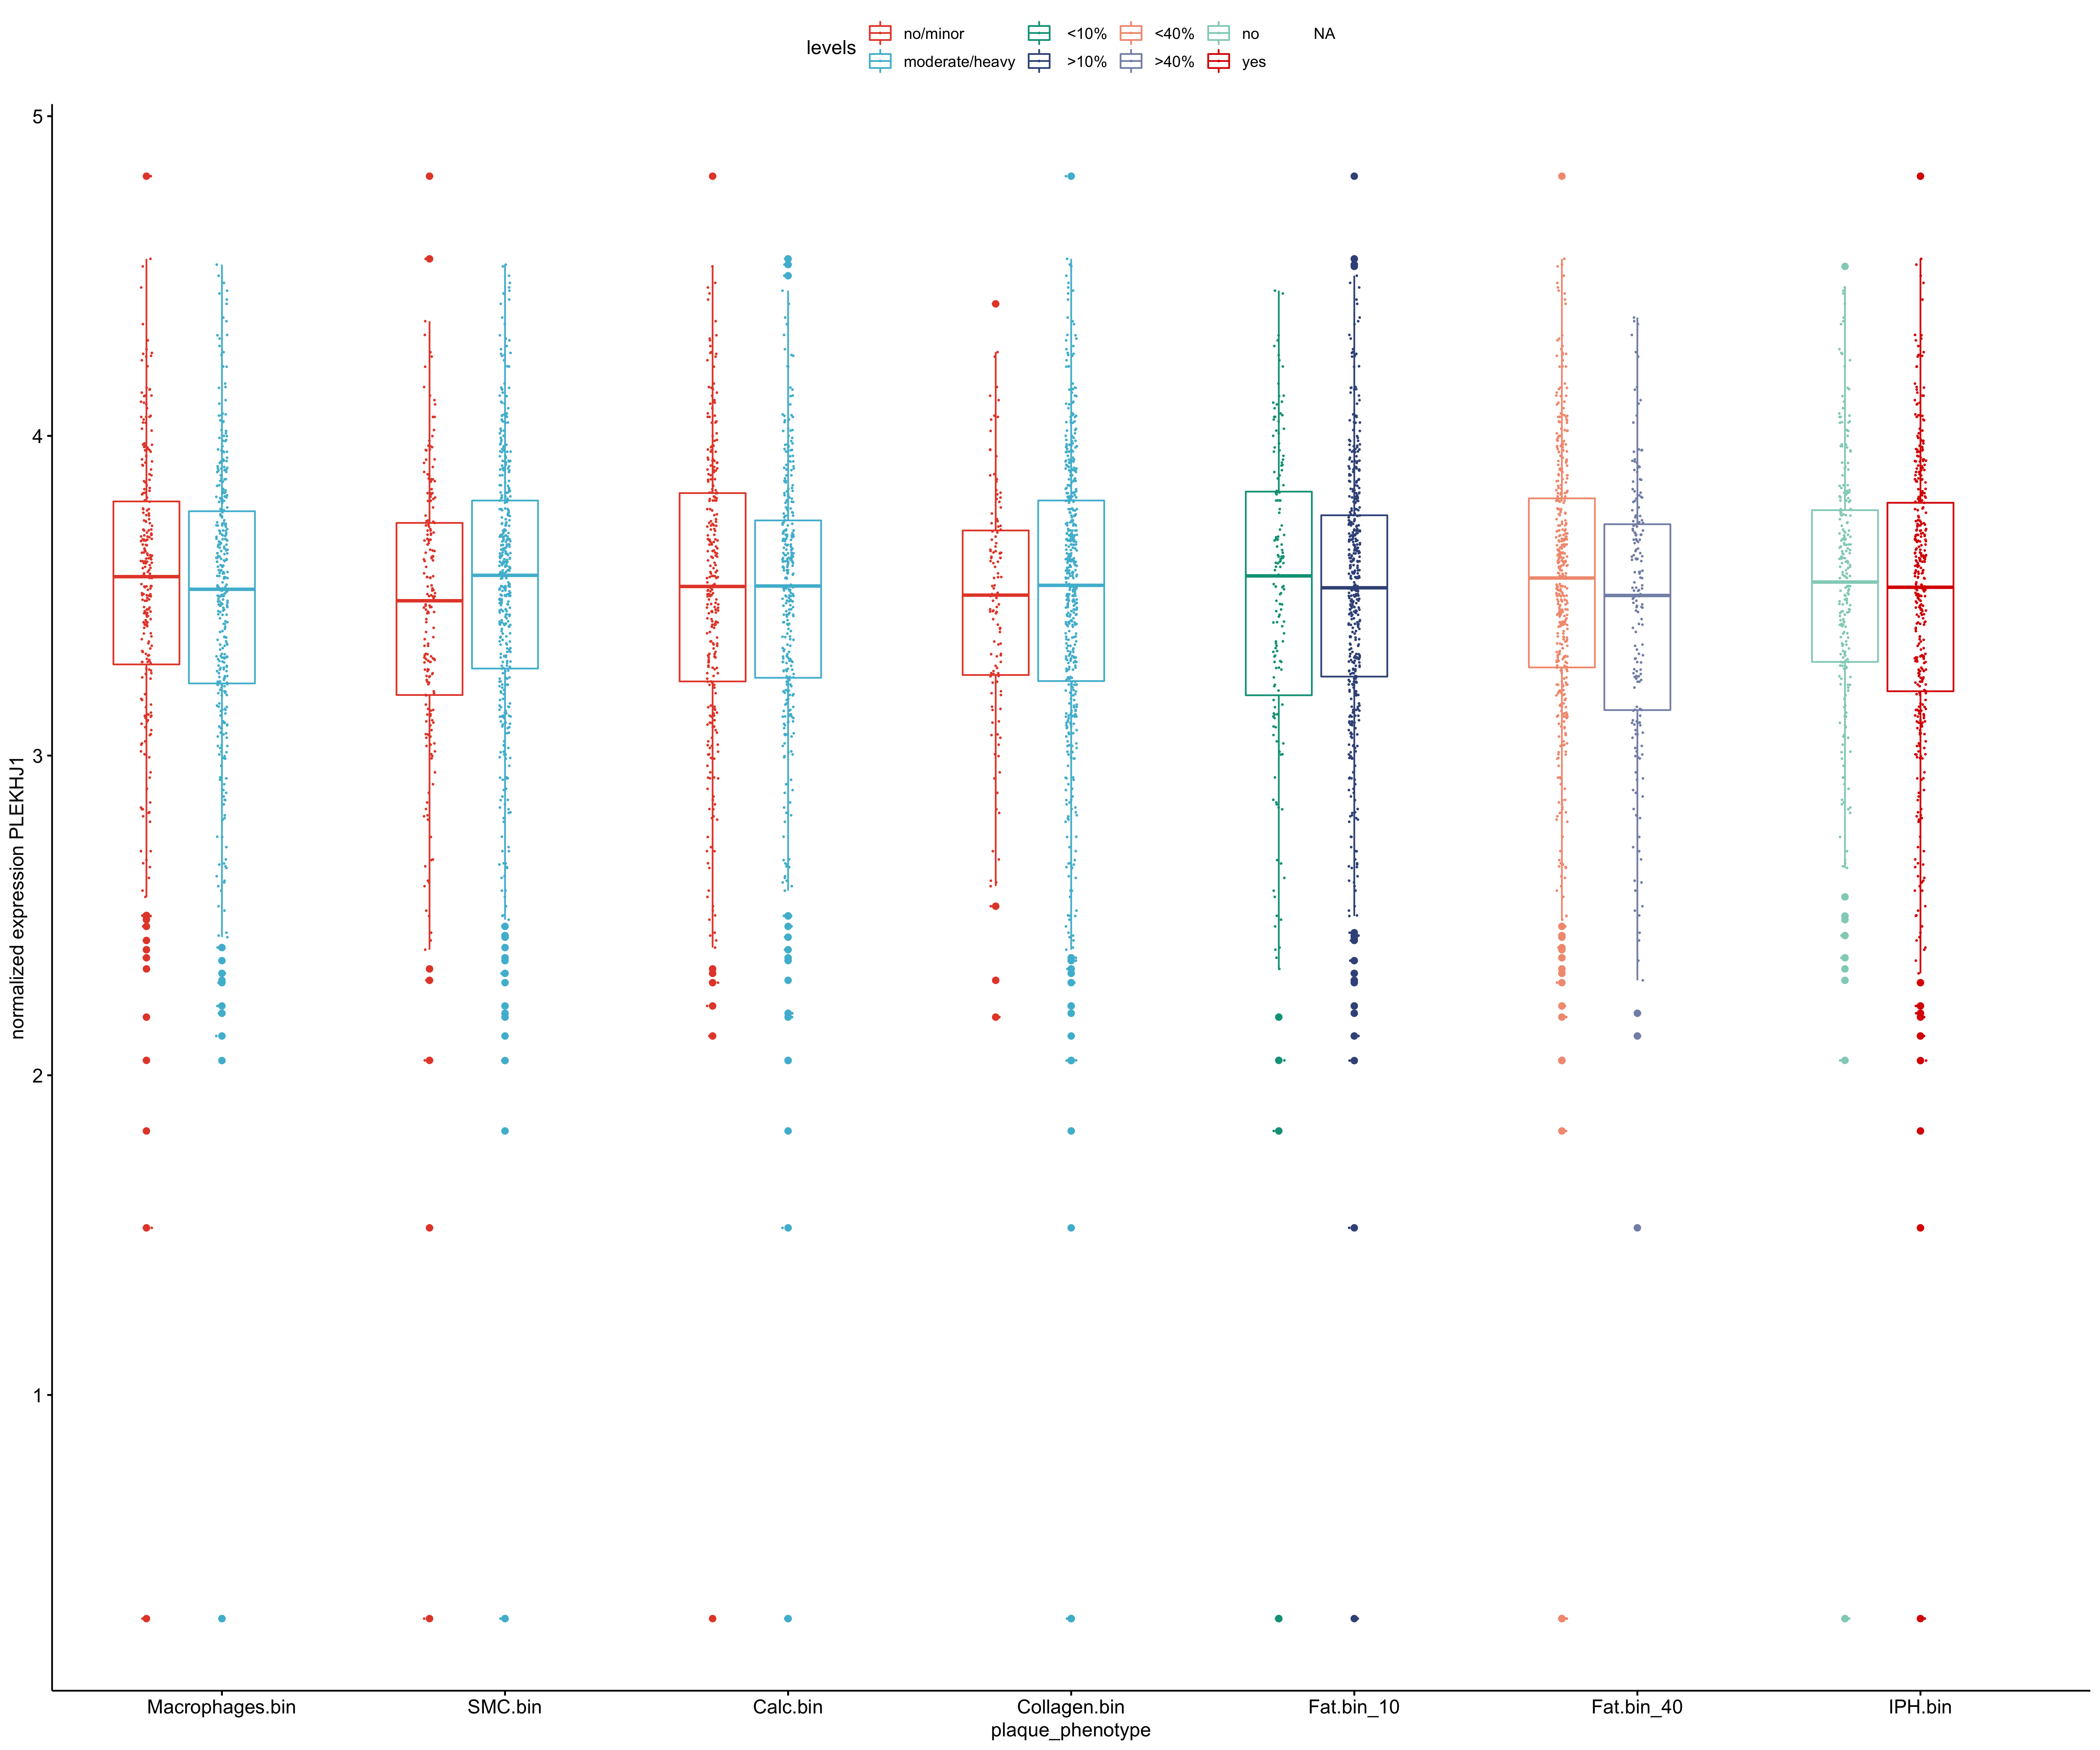 levels
no/minor <10% <40% no NA
moderate/heavy >10% >40% yes
5
4
3
2
1
normalized expression PLEKHJ1
Macrophages.bin SMC.bin Calc.bin Collagen.bin Fat.bin_10 Fat.bin_40 IPH.bin
plaque_phenotype